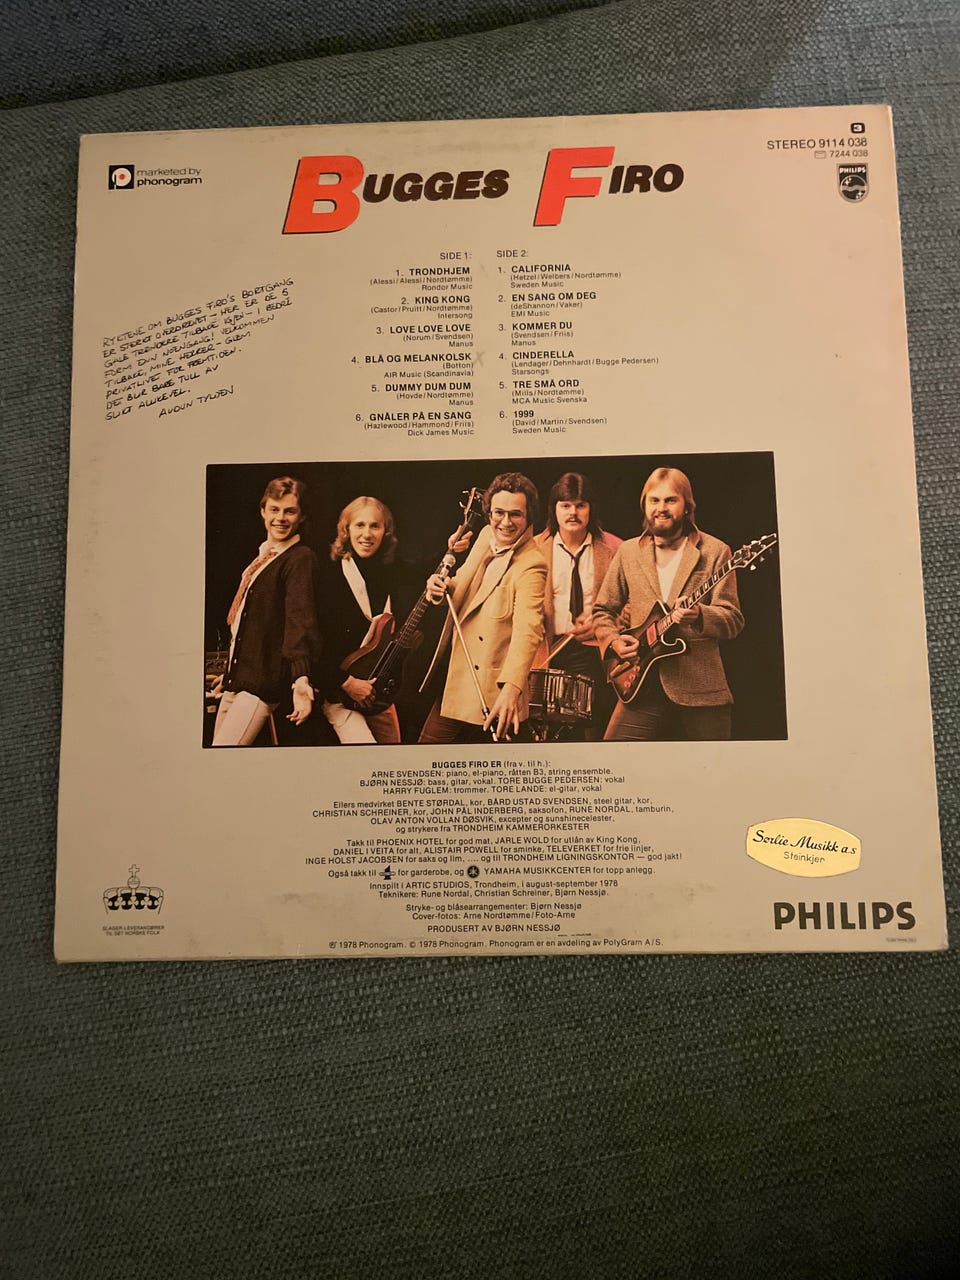 marketed by
phonogram
BUGGES FIRO
3
STEREO 9114 038
7244 038
PHILIPS
RYKTENE OM BUGGES FIRO'S BORTGANG
ER STERKT OVERDREVET - HER ER DE 5
GALE TRØNDERE TILBAKE IGJEN - I BEDRE
FORM ENN NOENGANG! VELKOMMEN
TILBAKE, MINE HERRER - GLEM
PRIVATLIVET FOR FREMTIDEN.
DET BLIR BARE TULL AV
SLIKT ALLIKEVEL.
AUDUN TYLDEN
SIDE 1:
1. TRONDHJEM
(Alessi/Alessi/Nordtømme)
Rondor Music
2. KING KONG
(Castor/Pruitt/Nordtømme)
Intersong
3. LOVE LOVE LOVE
(Norum/Svendsen)
Manus
4. BLÅ OG MELANKOLSK
(Botton)
AIR Music (Scandinavia)
5. DUMMY DUM DUM
(Hovde/Nordtømme)
Manus
6. GNÅLER PÅ EN SANG
(Hazlewood/Hammond/Friis)
Dick James Music
SIDE 2:
1. CALIFORNIA
(Hetzel/Welbers/Nordtømme)
Sweden Music
2. EN SANG OM DEG
(deShannon/Vaker)
EMI Music
3. KOMMER DU
(Svendsen/Friis)
Manus
4. CINDERELLA
(Lendager/Dehnhardt/Bugge Pedersen)
Starsongs
5. TRE SMÅ ORD
(Mills/Nordtømme)
MCA Music Svenska
6. 1999
(David/Martin/Svendsen)
Sweden Music
BUGGES FIRO ER (fra v. til h.):
ARNE SVENDSEN: piano, el-piano, råtten B3, string ensemble.
BJØRN NESSJØ: bass, gitar, vokal. TORE BUGGE PEDERSEN: vokal
HARRY FUGLEM: trommer. TORE LANDE: el-gitar, vokal
Ellers medvirket BENTE STØRDAL, kor, BÅRD USTAD SVENDSEN, steel gitar, kor,
CHRISTIAN SCHREINER, kor, JOHN PÅL INDERBERG, saksofon, RUNE NORDAL, tamburin,
OLAV ANTON VOLLAN DØSVIK, excepter og sunshinecelester,
og strykere fra TRONDHEIM KAMMERORKESTER
Takk til PHOENIX HOTEL for god mat, JARLE WOLD for utlån av King Kong,
DANIEL I VEITA for alt, ALISTAIR POWELL for sminke, TELEVERKET for frie linjer,
INGE HOLST JACOBSEN for saks og lim, .... og til TRONDHEIM LIGNINGSKONTOR — god jakt!
Også takk til for garderobe, og YAMAHA MUSIKKCENTER for topp anlegg.
Innspilt i ARTIC STUDIOS, Trondheim, i august-september 1978
Teknikere: Rune Nordal, Christian Schreiner, Bjørn Nessjø.
Stryke- og blåsearrangementer: Bjørn Nessjø
Cover-fotos: Arne Nordtømme/Foto-Arne
PRODUSERT AV BJØRN NESSJØ
℗ 1978 Phonogram. © 1978 Phonogram. Phonogram er en avdeling av PolyGram A/S.
SLAGER-LEVERANDØRER
TIL DET NORSKE FOLK
Sørlie Musikk a.s
Steinkjer
PHILIPS